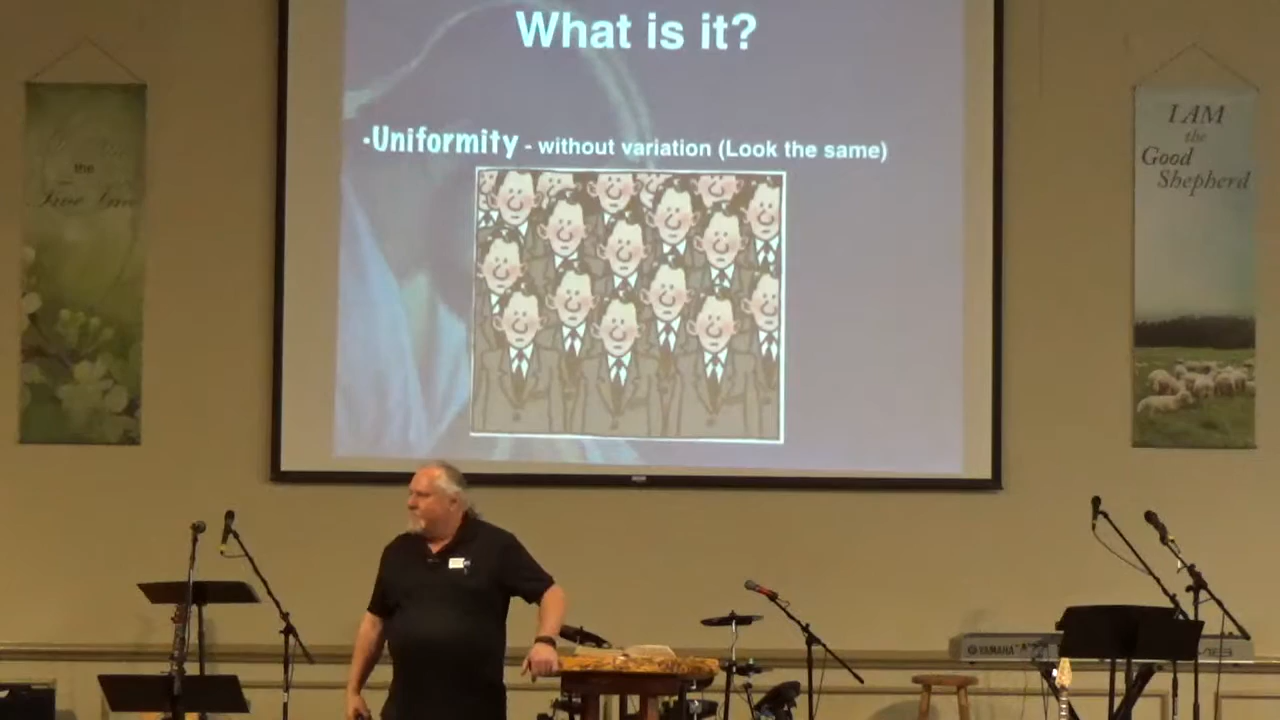 What is it?
•Uniformity - without variation (Look the same)
the
I AM
the
Good
Shepherd
YAMAHA